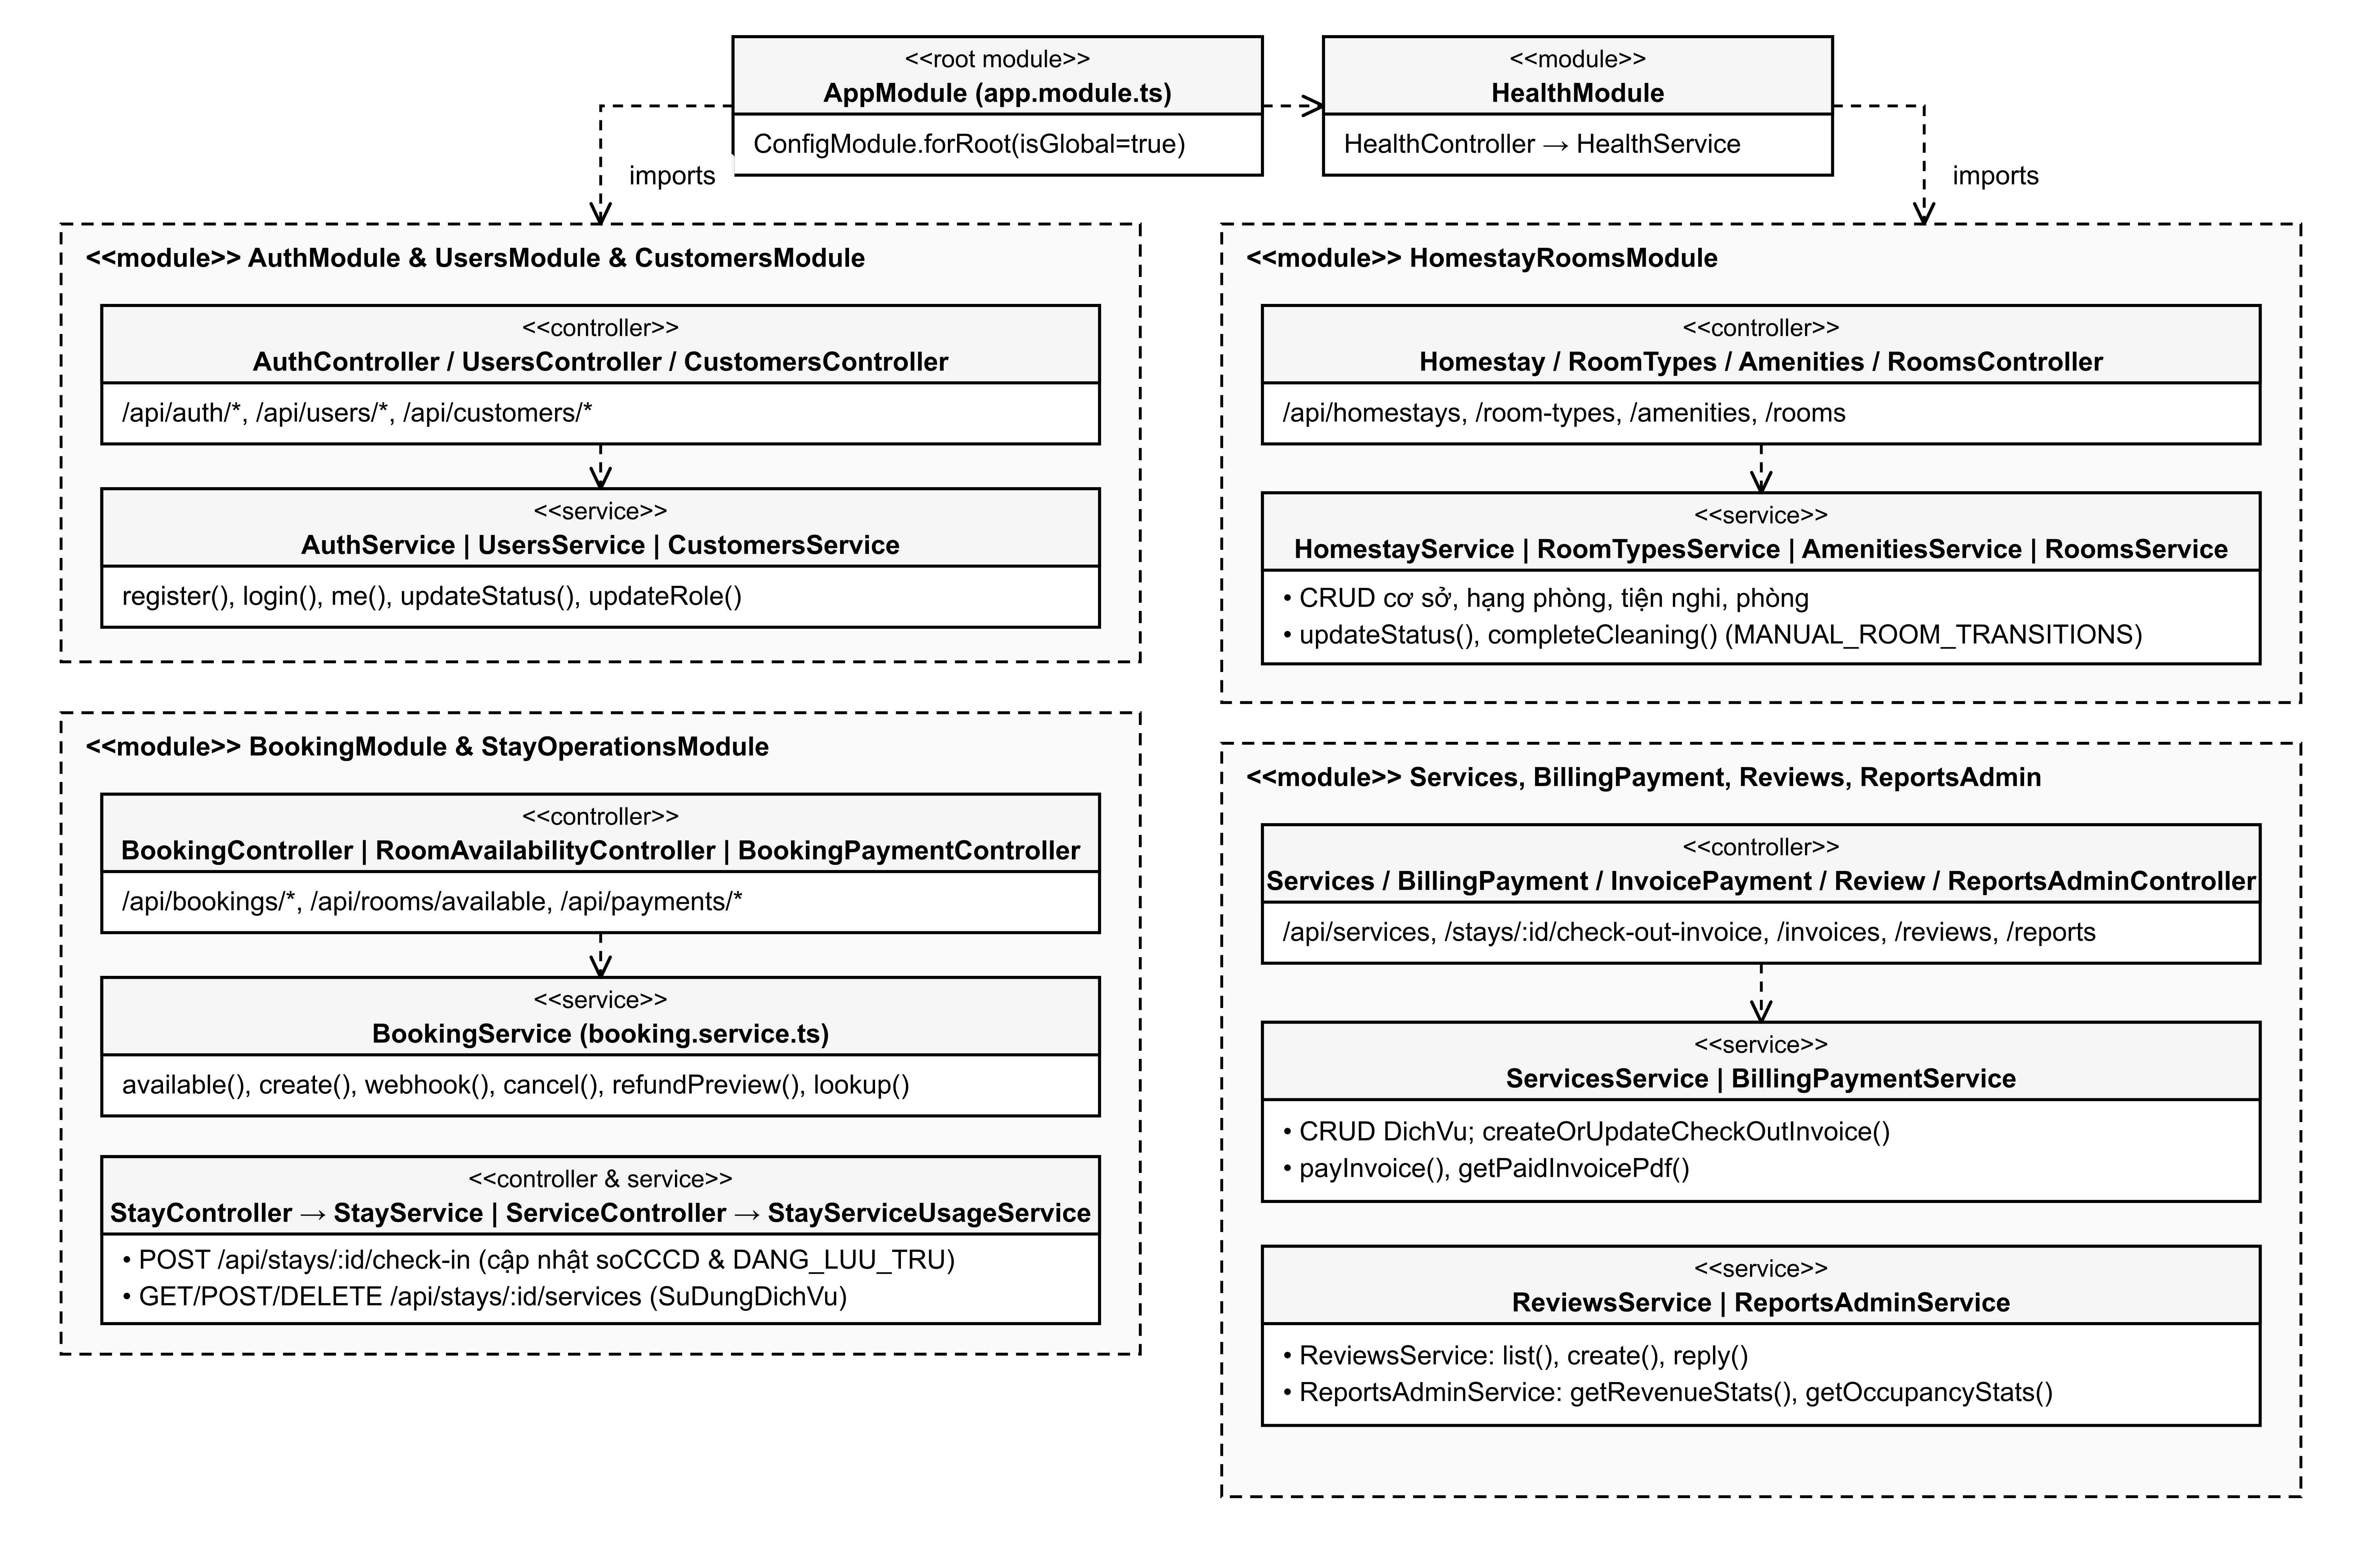 <<root module>>
AppModule (app.module.ts)
ConfigModule.forRoot(isGlobal=true)
<<module>>
HealthModule
HealthController → HealthService
imports
imports
<<module>> AuthModule & UsersModule & CustomersModule
<<controller>>
AuthController / UsersController / CustomersController
/api/auth/*, /api/users/*, /api/customers/*
<<service>>
AuthService | UsersService | CustomersService
register(), login(), me(), updateStatus(), updateRole()
<<module>> HomestayRoomsModule
<<controller>>
Homestay / RoomTypes / Amenities / RoomsController
/api/homestays, /room-types, /amenities, /rooms
<<service>>
HomestayService | RoomTypesService | AmenitiesService | RoomsService
• CRUD cơ sở, hạng phòng, tiện nghi, phòng
• updateStatus(), completeCleaning() (MANUAL_ROOM_TRANSITIONS)
<<module>> BookingModule & StayOperationsModule
<<controller>>
BookingController | RoomAvailabilityController | BookingPaymentController
/api/bookings/*, /api/rooms/available, /api/payments/*
<<service>>
BookingService (booking.service.ts)
available(), create(), webhook(), cancel(), refundPreview(), lookup()
<<controller & service>>
StayController → StayService | ServiceController → StayServiceUsageService
• POST /api/stays/:id/check-in (cập nhật soCCCD & DANG_LUU_TRU)
• GET/POST/DELETE /api/stays/:id/services (SuDungDichVu)
<<module>> Services, BillingPayment, Reviews, ReportsAdmin
<<controller>>
Services / BillingPayment / InvoicePayment / Review / ReportsAdminController
/api/services, /stays/:id/check-out-invoice, /invoices, /reviews, /reports
<<service>>
ServicesService | BillingPaymentService
• CRUD DichVu; createOrUpdateCheckOutInvoice()
• payInvoice(), getPaidInvoicePdf()
<<service>>
ReviewsService | ReportsAdminService
• ReviewsService: list(), create(), reply()
• ReportsAdminService: getRevenueStats(), getOccupancyStats()